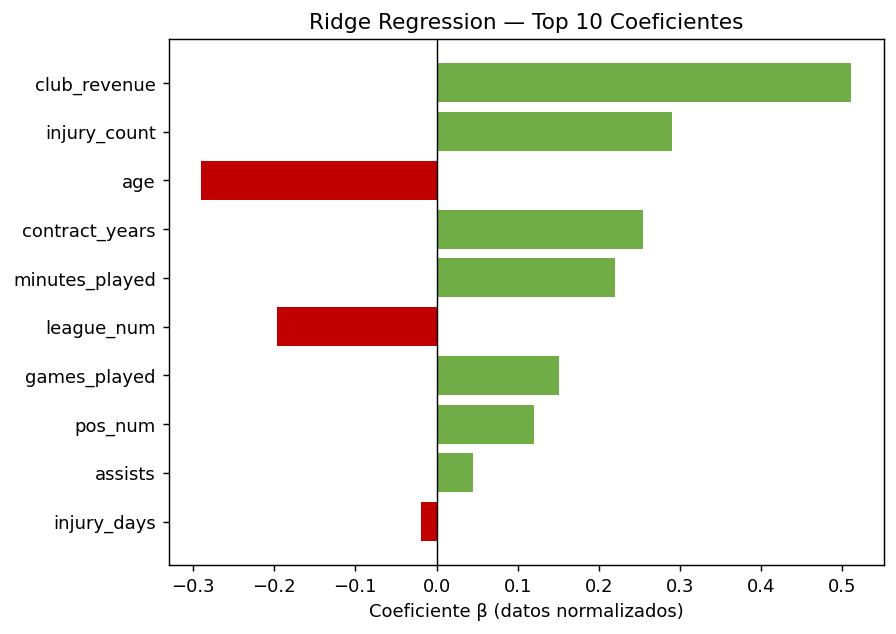 Ridge Regression — Top 10 Coeficientes
club_revenue
injury_count
age
contract_years
minutes_played
league_num
games_played
pos_num
assists
injury_days
−0.3 −0.2 −0.1 0.0 0.1 0.2 0.3 0.4 0.5
Coeficiente β (datos normalizados)